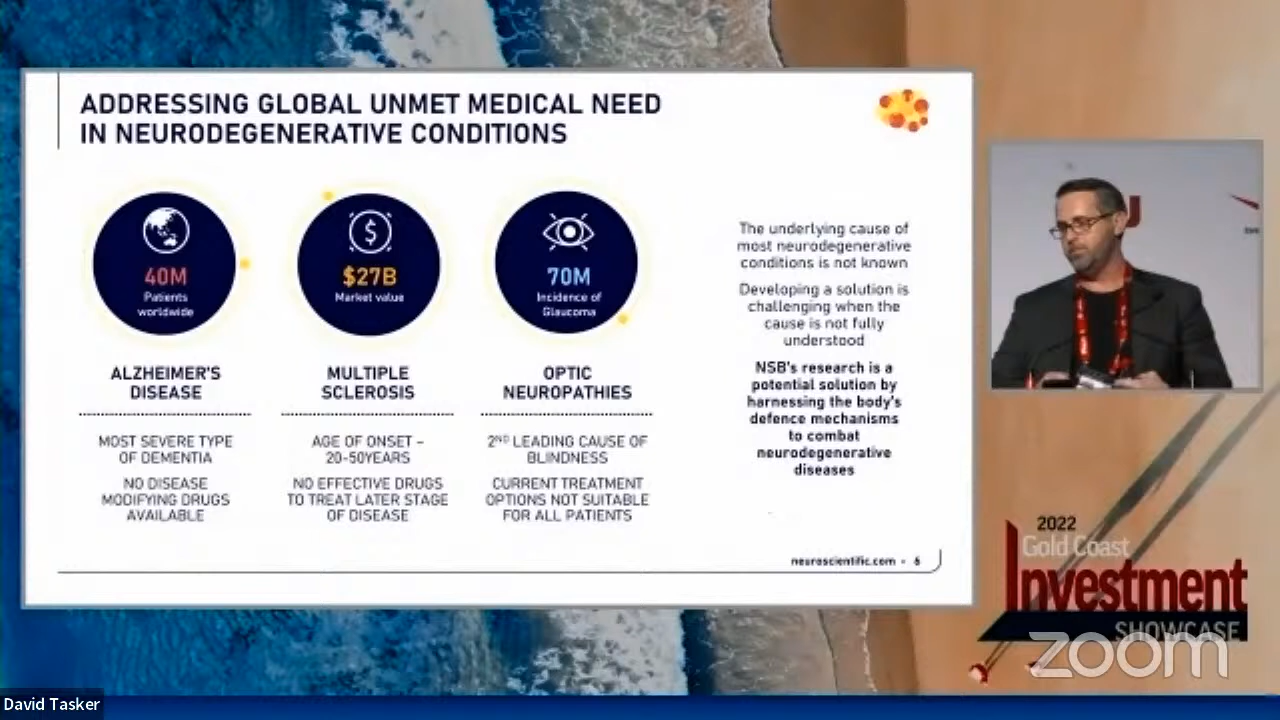 ADDRESSING GLOBAL UNMET MEDICAL NEED
IN NEURODEGENERATIVE CONDITIONS
40M
Patients
worldwide
ALZHEIMER'S
DISEASE
MOST SEVERE TYPE
OF DEMENTIA
NO DISEASE
MODIFYING DRUGS
AVAILABLE
$27B
Market value
MULTIPLE
SCLEROSIS
AGE OF ONSET –
20-50YEARS
NO EFFECTIVE DRUGS
TO TREAT LATER STAGE
OF DISEASE
70M
Incidence of
Glaucoma
OPTIC
NEUROPATHIES
2ND LEADING CAUSE OF
BLINDNESS
CURRENT TREATMENT
OPTIONS NOT SUITABLE
FOR ALL PATIENTS
The underlying cause of
most neurodegenerative
conditions is not known
Developing a solution is
challenging when the
cause is not fully
understood
NSB's research is a
potential solution by
harnessing the body's
defence mechanisms
to combat
neurodegenerative
diseases
neuroscientific.com - 6
2022
Gold Coast
Investment
SHOWCASE
zoom
David Tasker